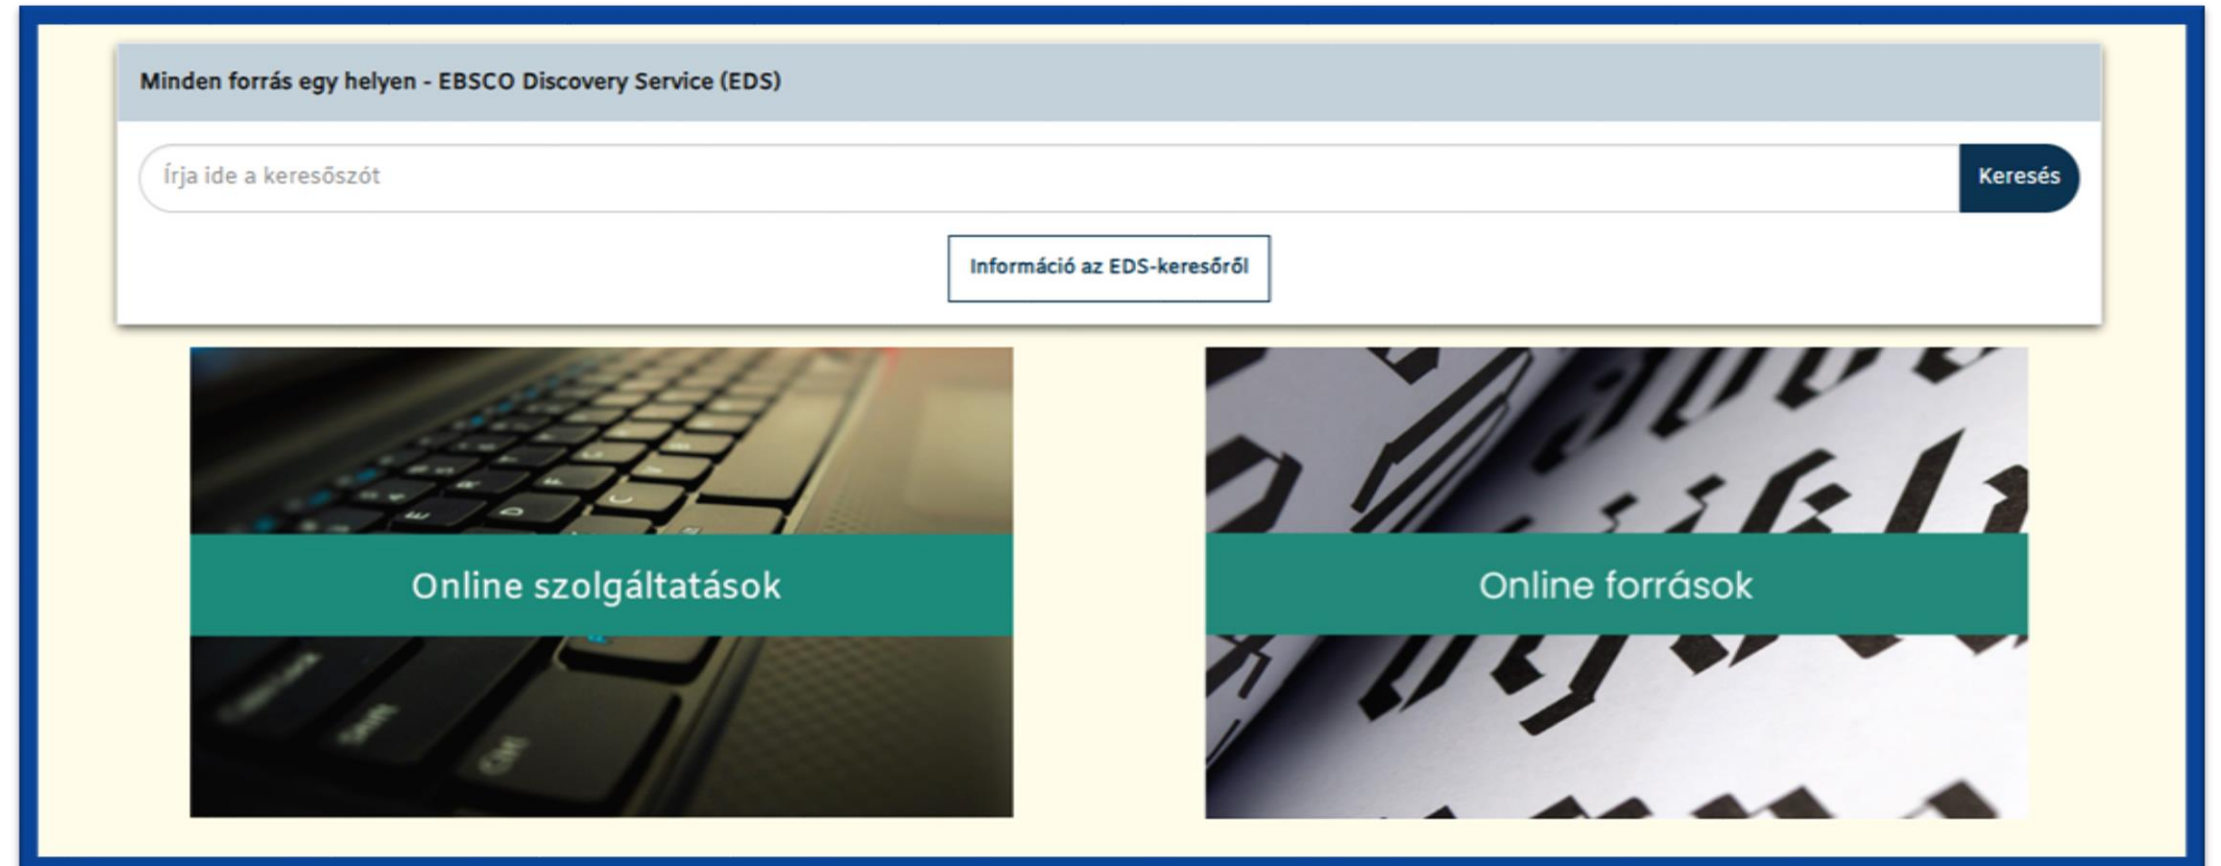 Minden forrás egy helyen - EBSCO Discovery Service (EDS)
Írja ide a keresőszót
Keresés
Információ az EDS-keresőről
Online szolgáltatások
Online források